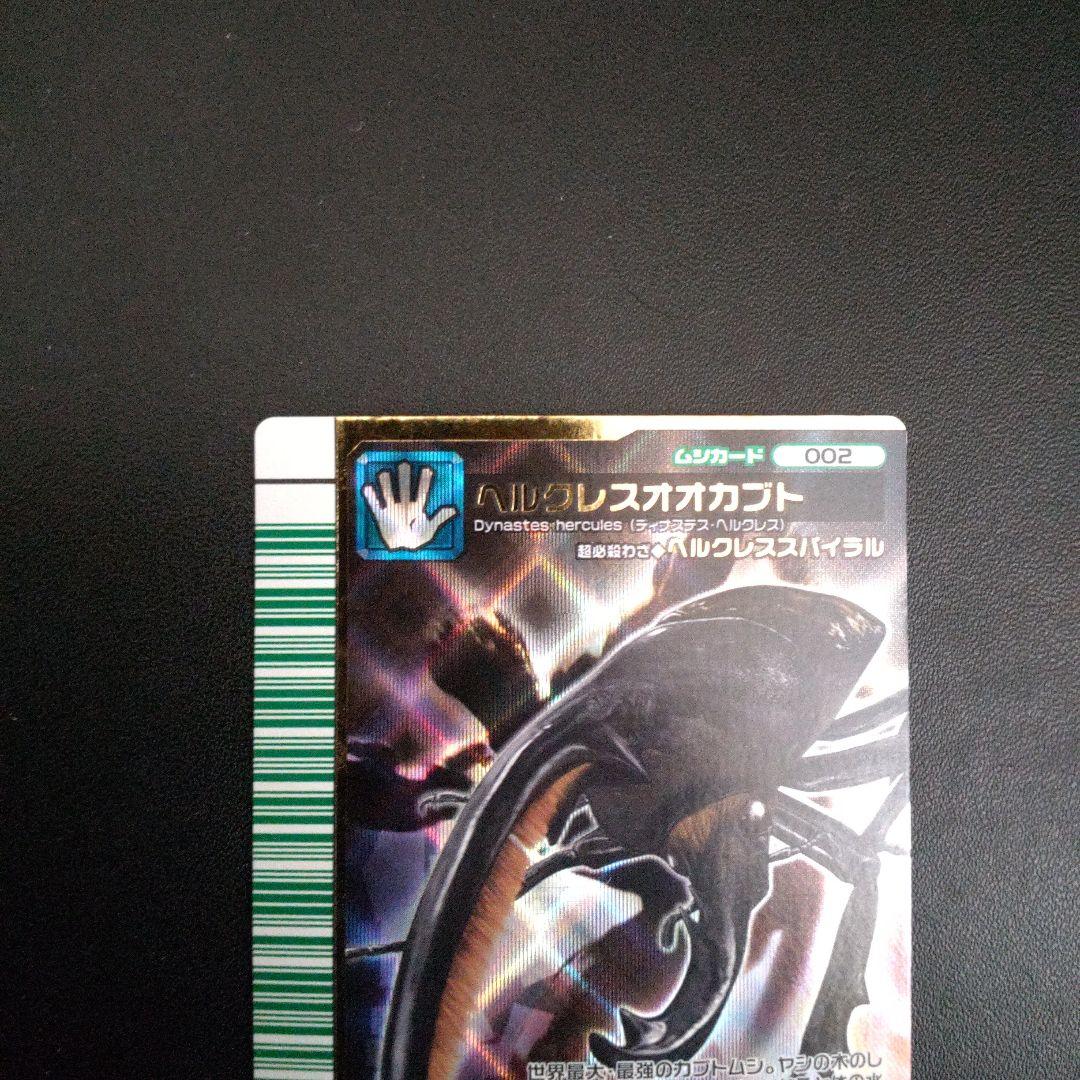 ムシカード 002
ヘルクレスオオカブト
Dynastes hercules (ディナステス・ヘルクレス)
超必殺わざ◆ヘルクレススパイラル
世界最大・最強のカブトムシ。ヤシの木のし